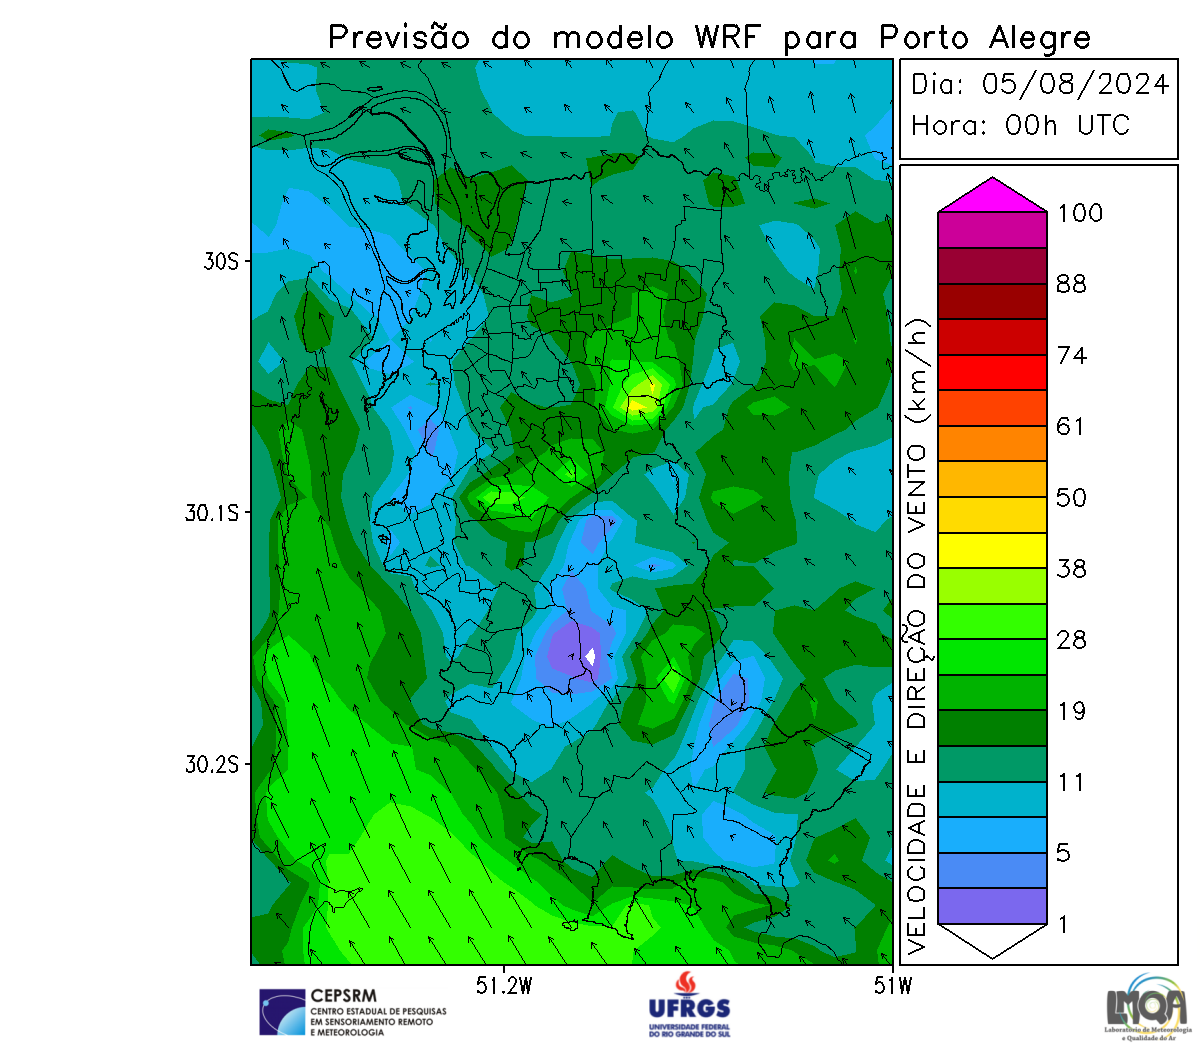 Previsão do modelo WRF para Porto Alegre
Dia: 05/08/2024
Hora: 00h UTC
100
88
74
61
50
38
28
19
11
5
1
VELOCIDADE E DIREÇÃO DO VENTO (km/h)
30S
30.1S
30.2S
51.2W
51W
CEPSRM
CENTRO ESTADUAL DE PESQUISAS
EM SENSORIAMENTO REMOTO
E METEOROLOGIA
UFRGS
UNIVERSIDADE FEDERAL
DO RIO GRANDE DO SUL
LMQA
Laboratório de Meteorologia
e Qualidade do Ar